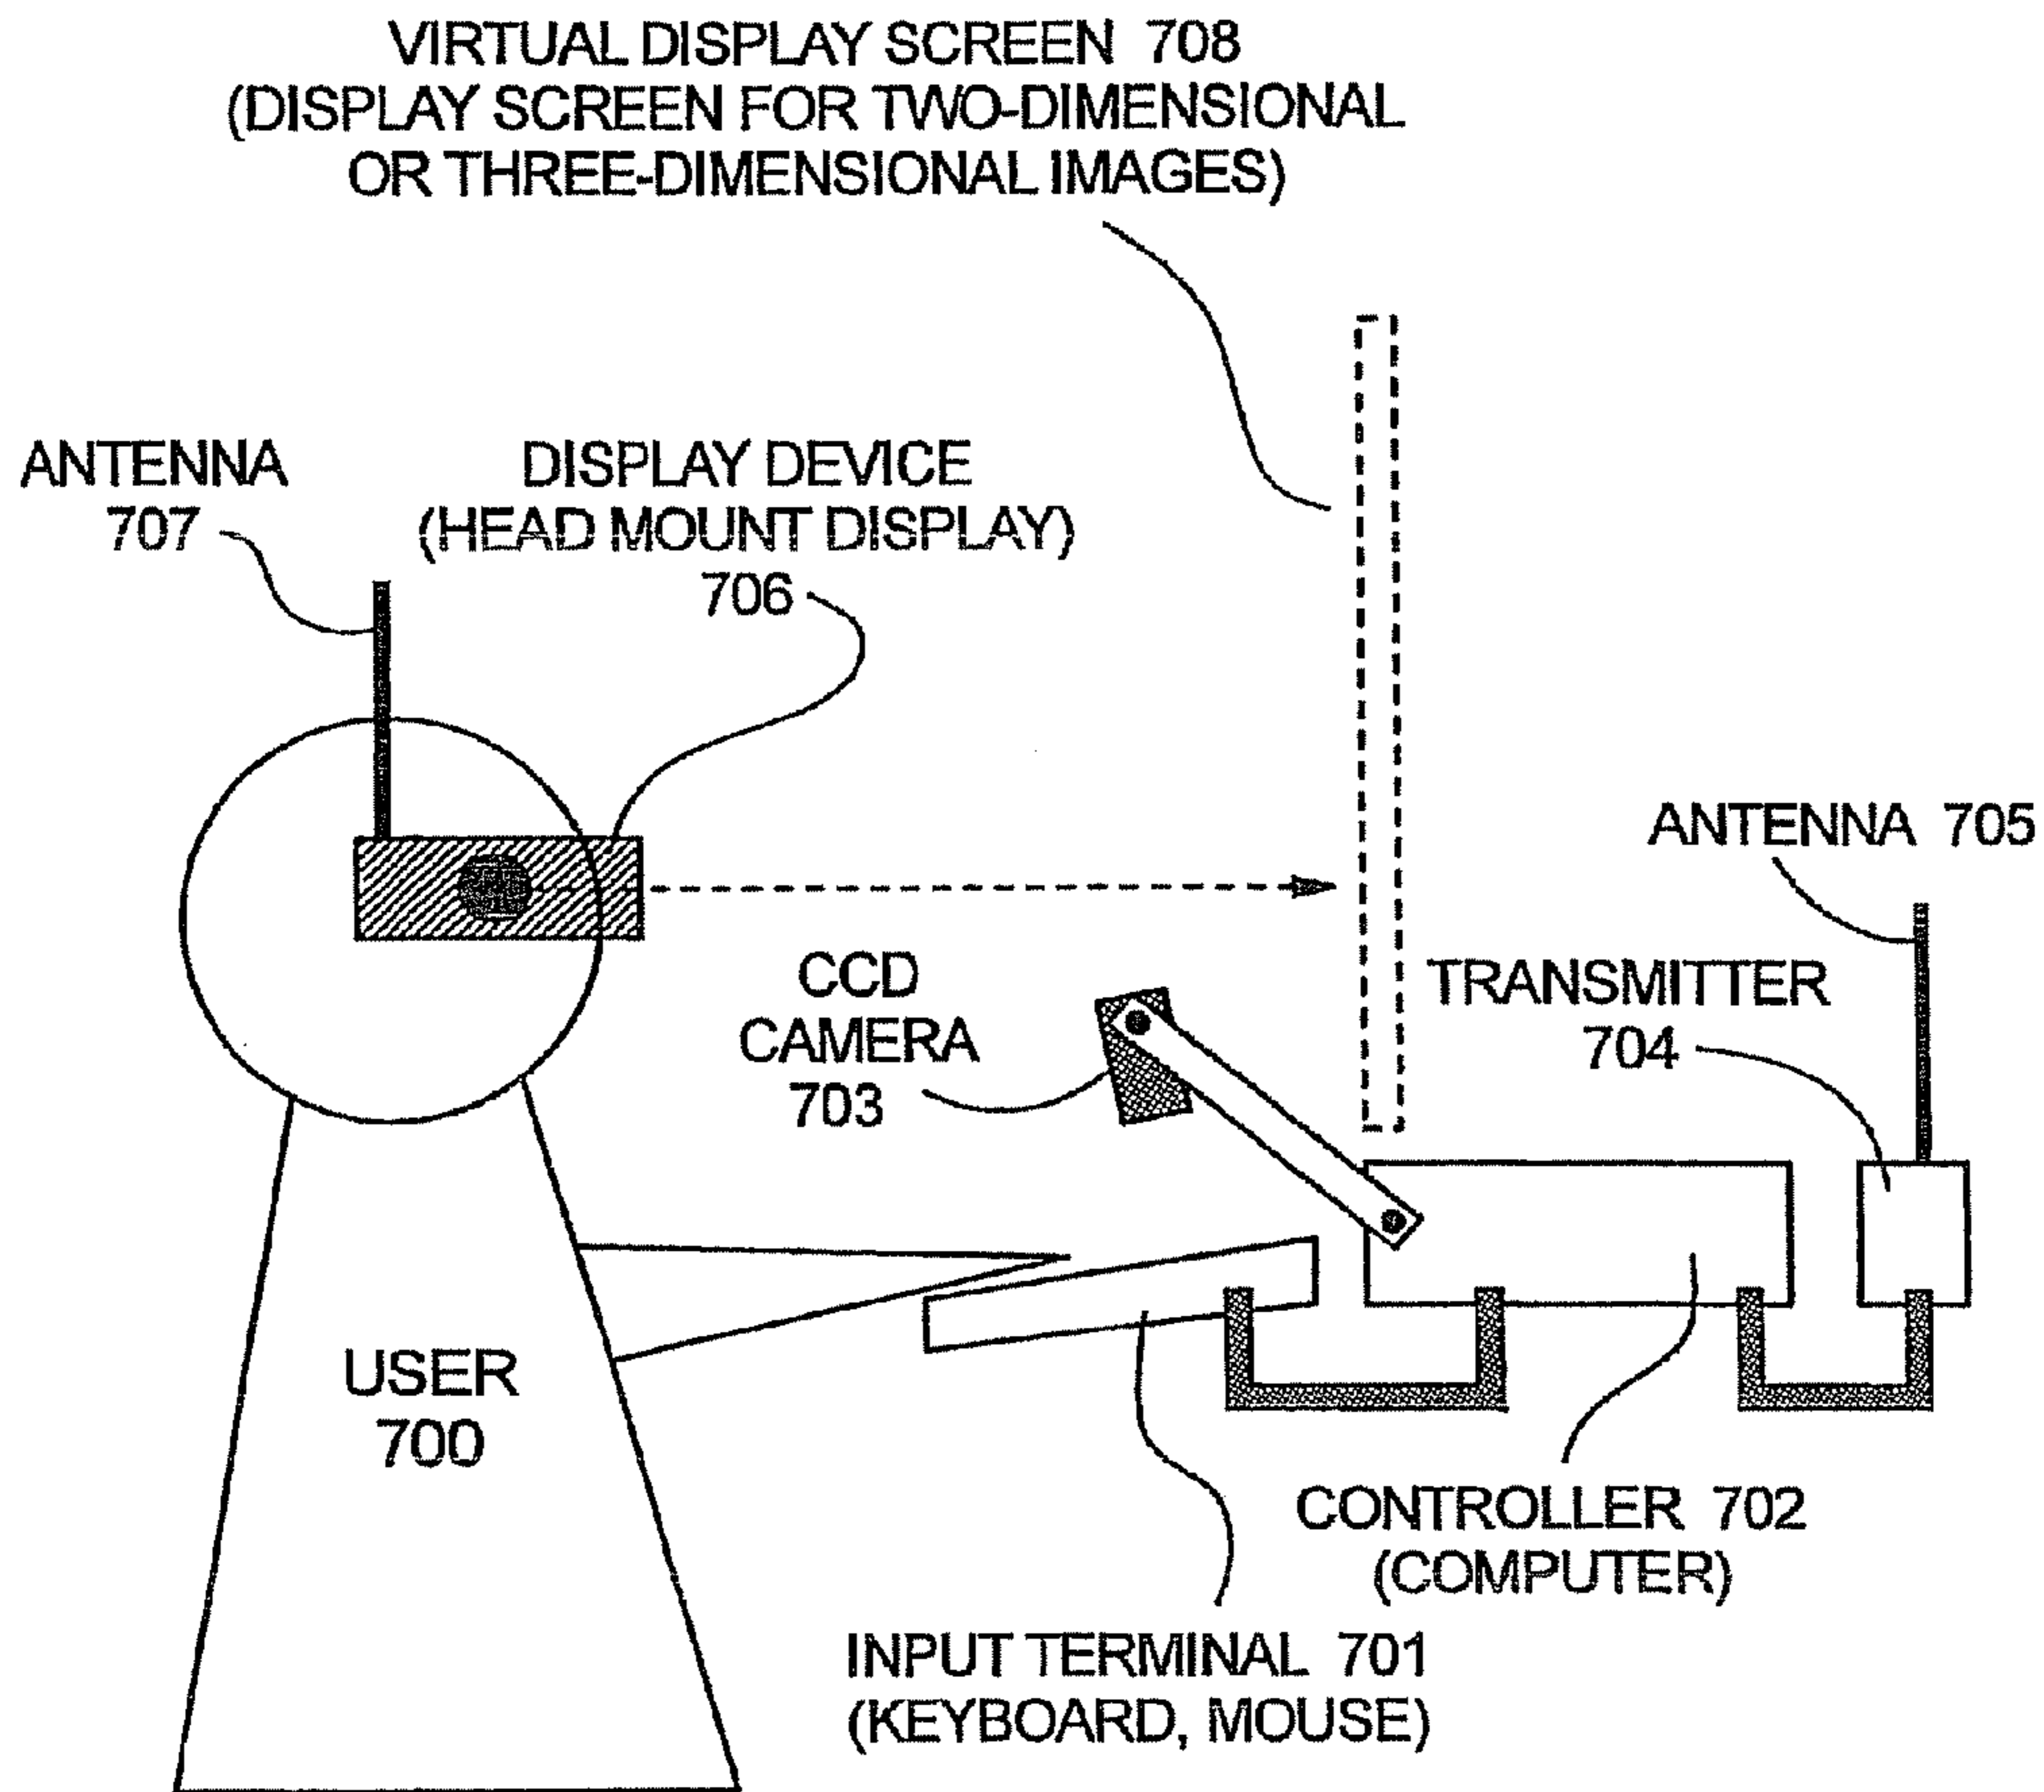 VIRTUAL DISPLAY SCREEN 708
(DISPLAY SCREEN FOR TWO-DIMENSIONAL
OR THREE-DIMENSIONAL IMAGES)
ANTENNA
707
DISPLAY DEVICE
(HEAD MOUNT DISPLAY)
706
ANTENNA 705
CCD
CAMERA
703
TRANSMITTER
704
USER
700
CONTROLLER 702
(COMPUTER)
INPUT TERMINAL 701
(KEYBOARD, MOUSE)